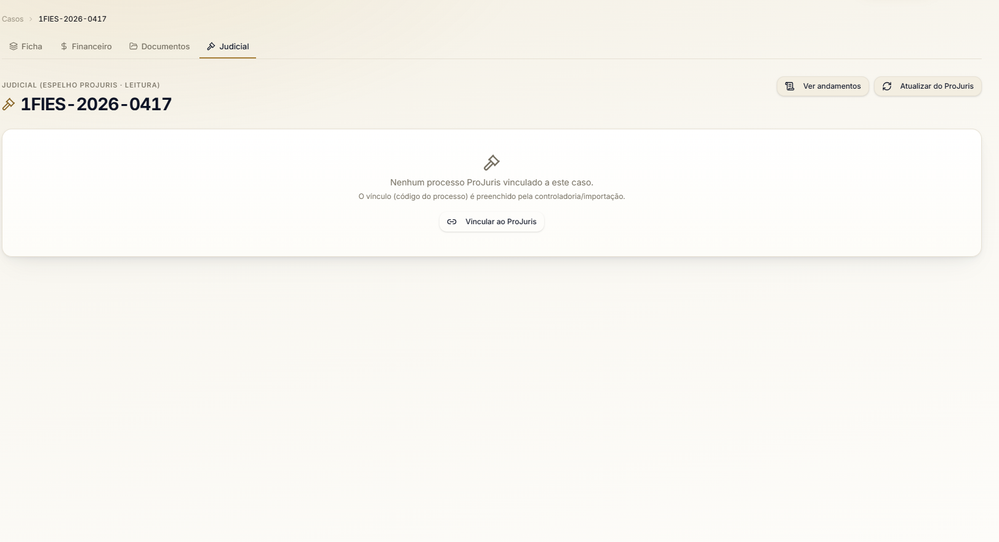 Casos > 1FIES-2026-0417
Ficha Financeiro Documentos Judicial
JUDICIAL (ESPELHO PROJURIS · LEITURA)
Ver andamentos Atualizar do ProJuris
1FIES-2026-0417
Nenhum processo ProJuris vinculado a este caso.
O vínculo (código do processo) é preenchido pela controladoria/importação.
Vincular ao ProJuris